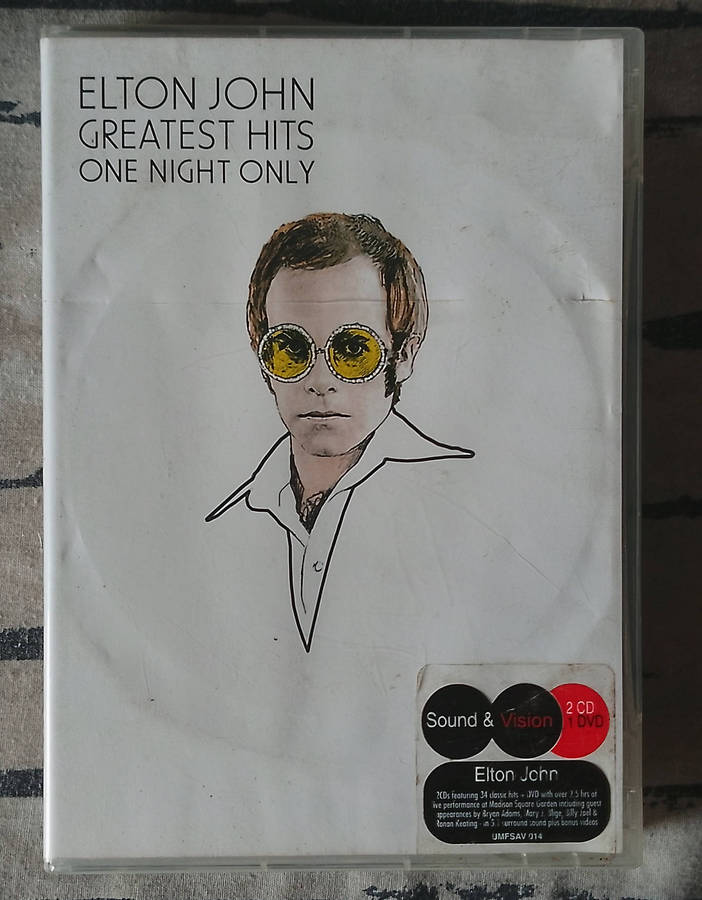 ELTON JOHN
GREATEST HITS
ONE NIGHT ONLY
Sound & Vision
2 CD
1 DVD
Elton John
2CDs featuring 34 classic hits + DVD with over 2.5 hrs of
live performance at Madison Square Garden including guest
appearances by Bryan Adams, Mary J. Blige, Billy Joel &
Ronan Keating - in 5.1 surround sound plus bonus videos
UMFSAV 014